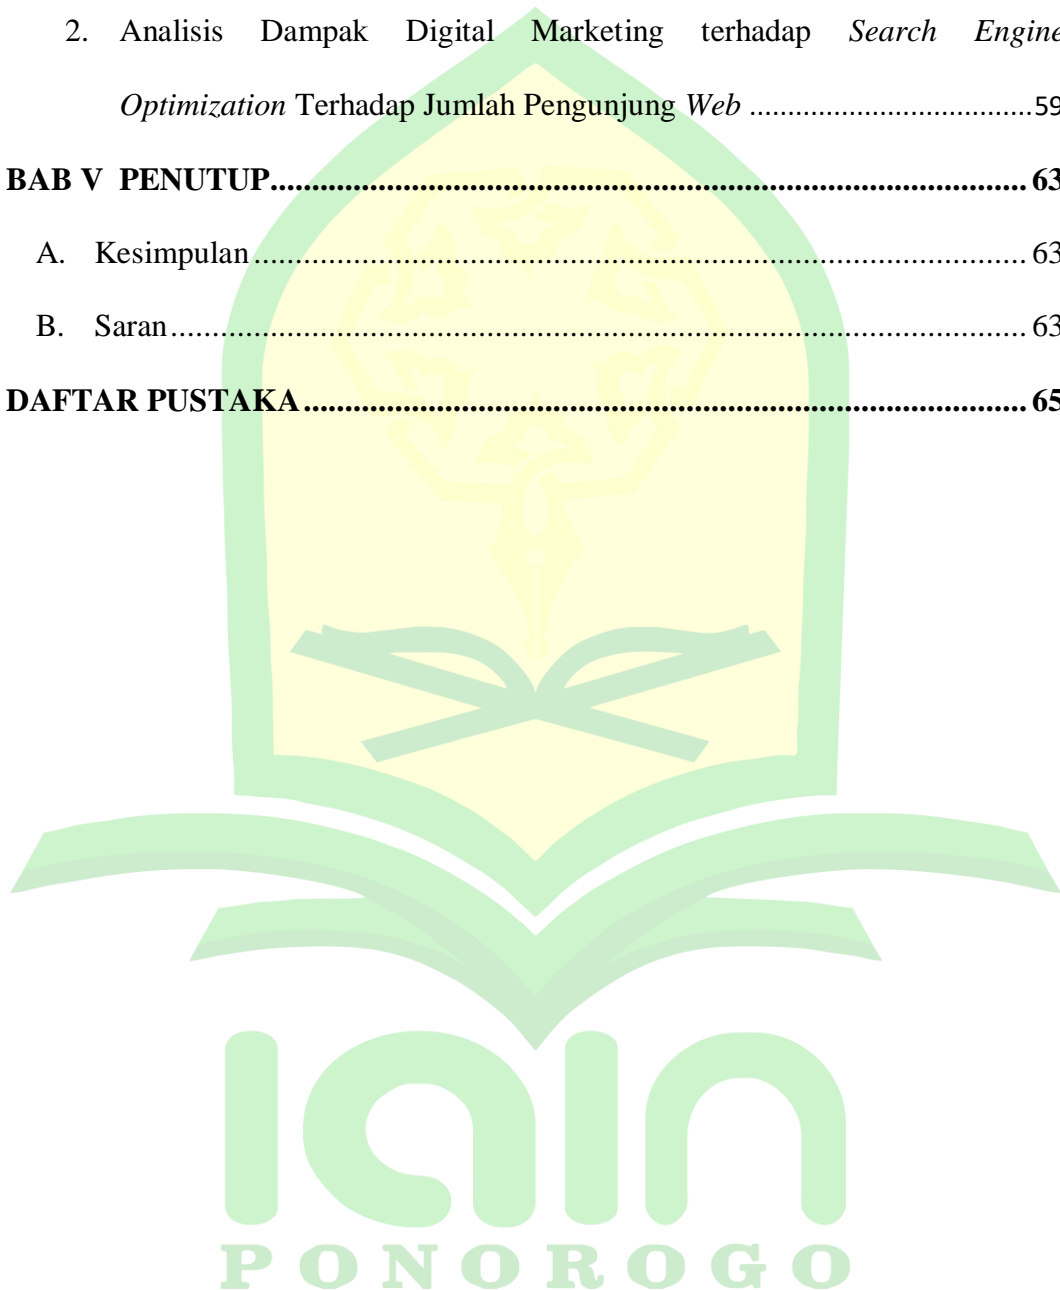 2. Analisis Dampak Digital Marketing terhadap Search Engine
Optimization Terhadap Jumlah Pengunjung Web ................................... 59
BAB V PENUTUP.............................................................................................. 63
A. Kesimpulan ................................................................................................ 63
B. Saran .......................................................................................................... 63
DAFTAR PUSTAKA .......................................................................................... 65
iain
PONOROGO